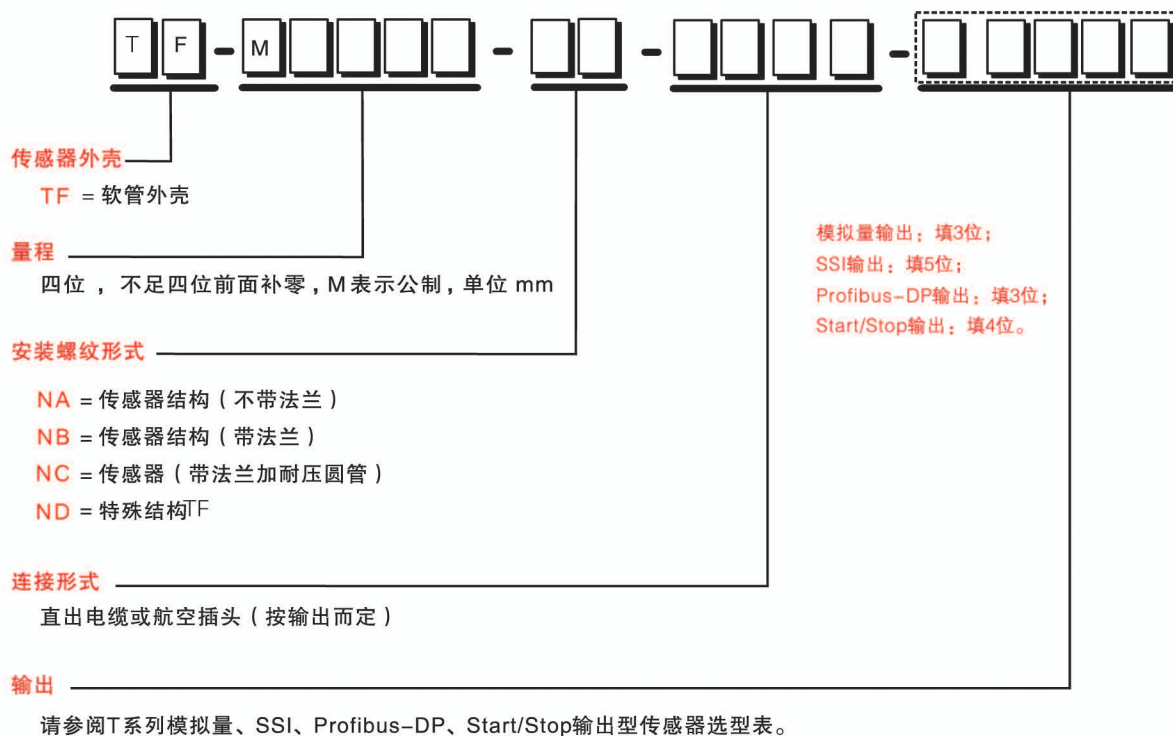 T F - M - - -
传感器外壳
TF = 软管外壳
量程
四位 , 不足四位前面补零 , M表示公制 , 单位 mm
模拟量输出：填3位；
SSI输出：填5位；
Profibus-DP输出：填3位；
Start/Stop输出：填4位。
安装螺纹形式
NA = 传感器结构（不带法兰）
NB = 传感器结构（带法兰）
NC = 传感器（带法兰加耐压圆管）
ND = 特殊结构TF
连接形式
直出电缆或航空插头（按输出而定）
输出
请参阅T系列模拟量、SSI、Profibus-DP、Start/Stop输出型传感器选型表。